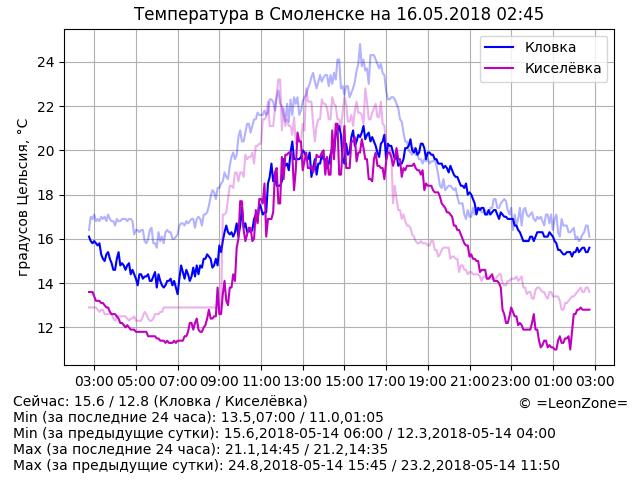 Температура в Смоленске на 16.05.2018 02:45
Кловка
Киселёвка
градусов Цельсия, °C
24
22
20
18
16
14
12
03:00 05:00 07:00 09:00 11:00 13:00 15:00 17:00 19:00 21:00 23:00 01:00 03:00
Сейчас: 15.6 / 12.8 (Кловка / Киселёвка)
© =LeonZone=
Min (за последние 24 часа): 13.5,07:00 / 11.0,01:05
Min (за предыдущие сутки): 15.6,2018-05-14 06:00 / 12.3,2018-05-14 04:00
Max (за последние 24 часа): 21.1,14:45 / 21.2,14:35
Max (за предыдущие сутки): 24.8,2018-05-14 15:45 / 23.2,2018-05-14 11:50